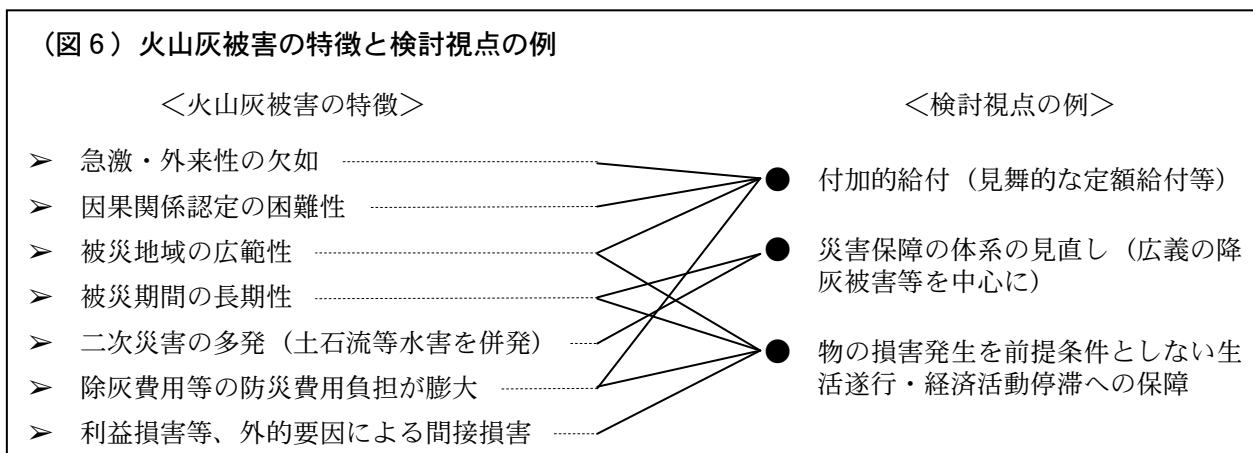 （図６）火山灰被害の特徴と検討視点の例
＜火山灰被害の特徴＞
➢ 急激・外来性の欠如
➢ 因果関係認定の困難性
➢ 被災地域の広範性
➢ 被災期間の長期性
➢ 二次災害の多発（土石流等水害を併発）
➢ 除灰費用等の防災費用負担が膨大
➢ 利益損害等、外的要因による間接損害
＜検討視点の例＞
● 付加的給付（見舞的な定額給付等）
● 災害保障の体系の見直し（広義の降
灰被害等を中心に）
● 物の損害発生を前提条件としない生
活遂行・経済活動停滞への保障